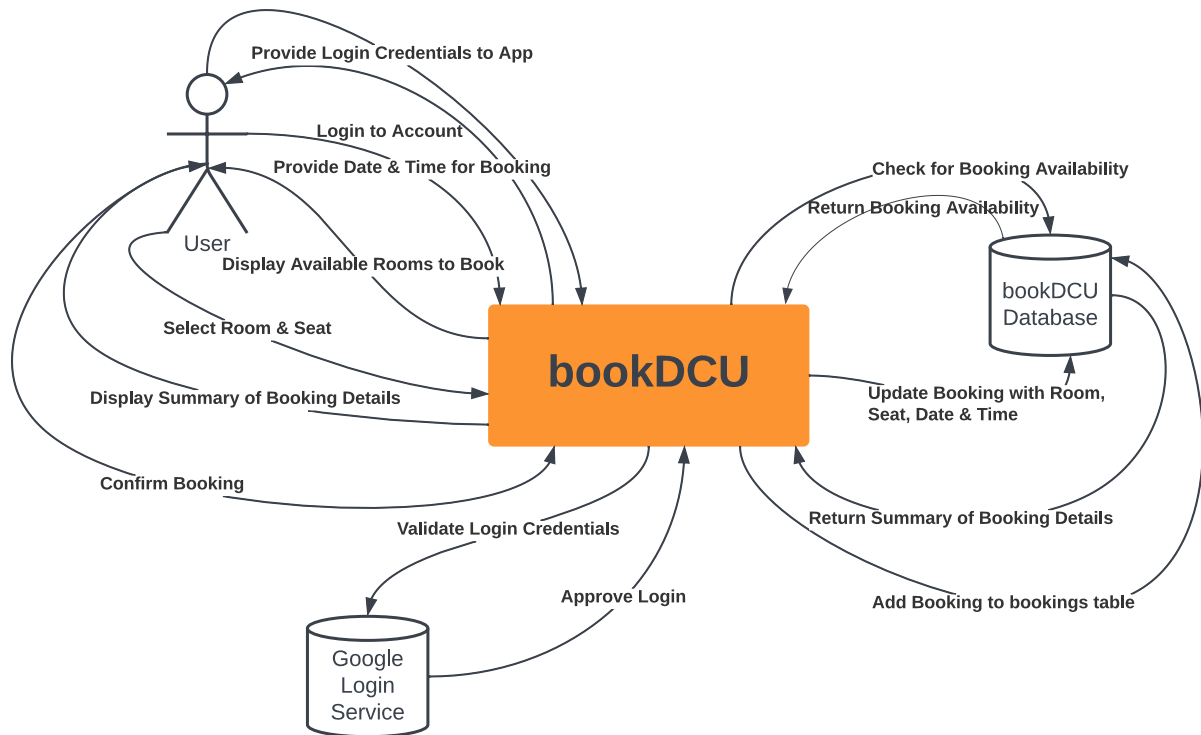 Provide Login Credentials to App
Login to Account
Provide Date & Time for Booking
User
Display Available Rooms to Book
Select Room & Seat
Display Summary of Booking Details
Confirm Booking
bookDCU
Check for Booking Availability
Return Booking Availability
bookDCU
Database
Update Booking with Room,
Seat, Date & Time
Return Summary of Booking Details
Add Booking to bookings table
Validate Login Credentials
Approve Login
Google
Login
Service